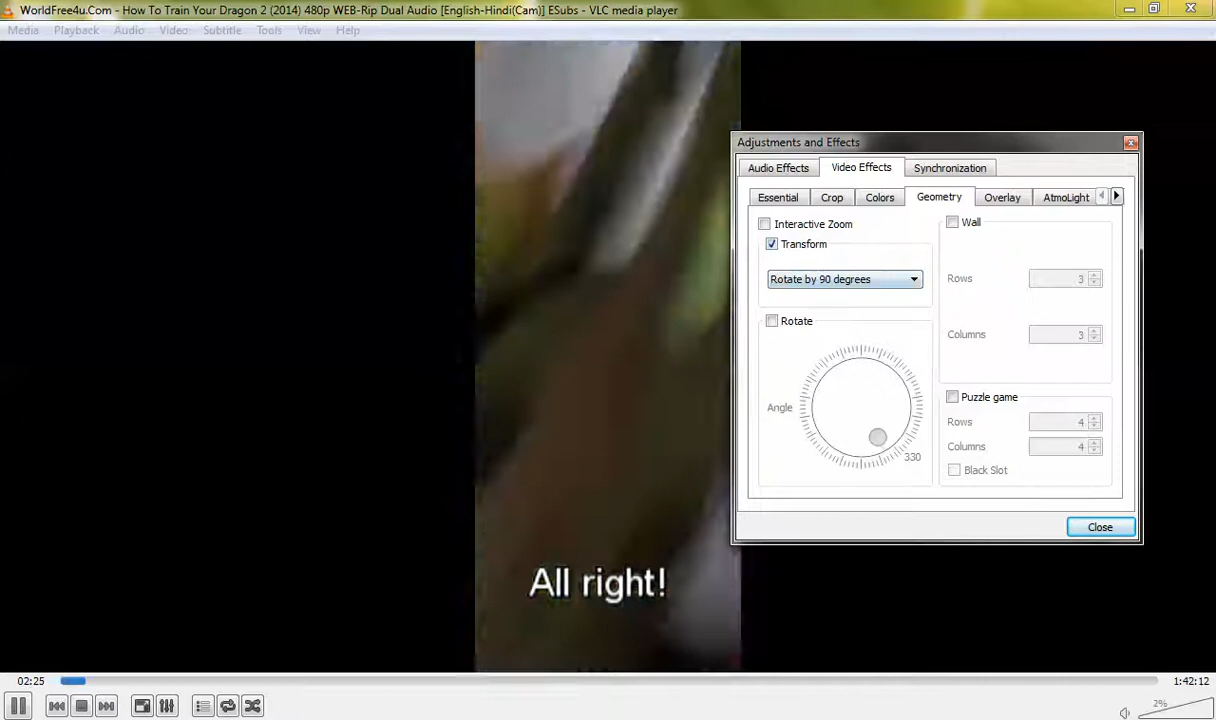 WorldFree4u.Com - How To Train Your Dragon 2 (2014) 480p WEB-Rip Dual Audio [English-Hindi(Cam)] ESubs - VLC media player
Media Playback Audio Video Subtitle Tools View Help
Adjustments and Effects
Audio Effects Video Effects Synchronization
Essential Crop Colors Geometry Overlay AtmoLight
Interactive Zoom Wall
Transform
Rotate by 90 degrees Rows 3
Rotate
Columns 3
Puzzle game
Angle
Rows 4
Columns 4
330
Black Slot
Close
All right!
02:25 1:42:12
2%